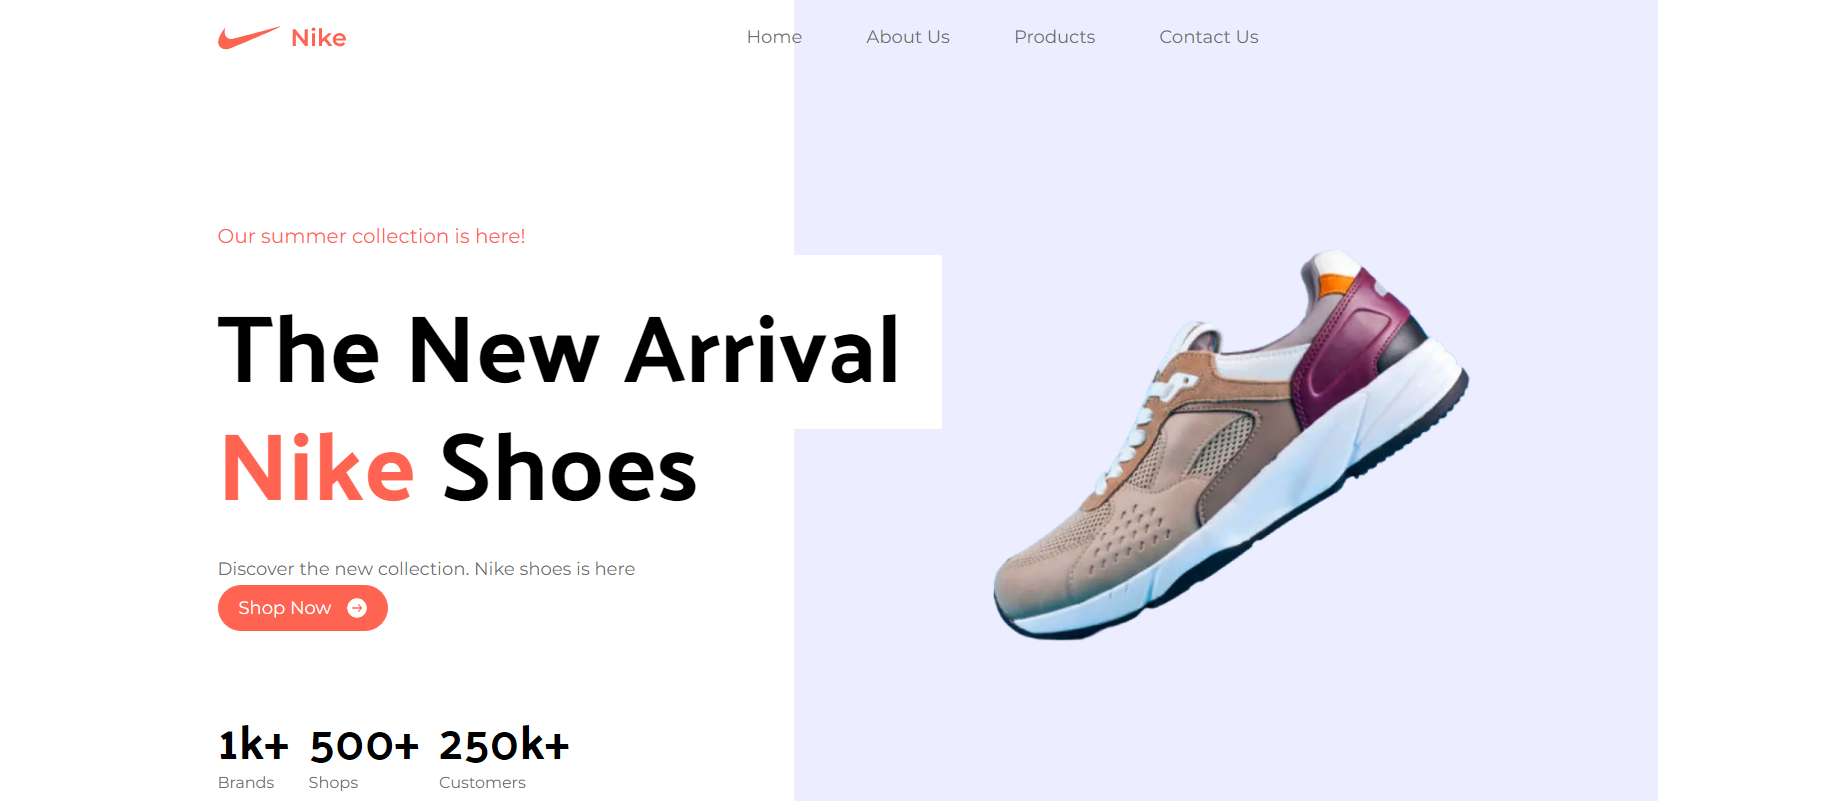 Nike
Home About Us Products Contact Us
Our summer collection is here!
The New Arrival
Nike Shoes
Discover the new collection. Nike shoes is here
Shop Now
1k+ 500+ 250k+
Brands Shops Customers